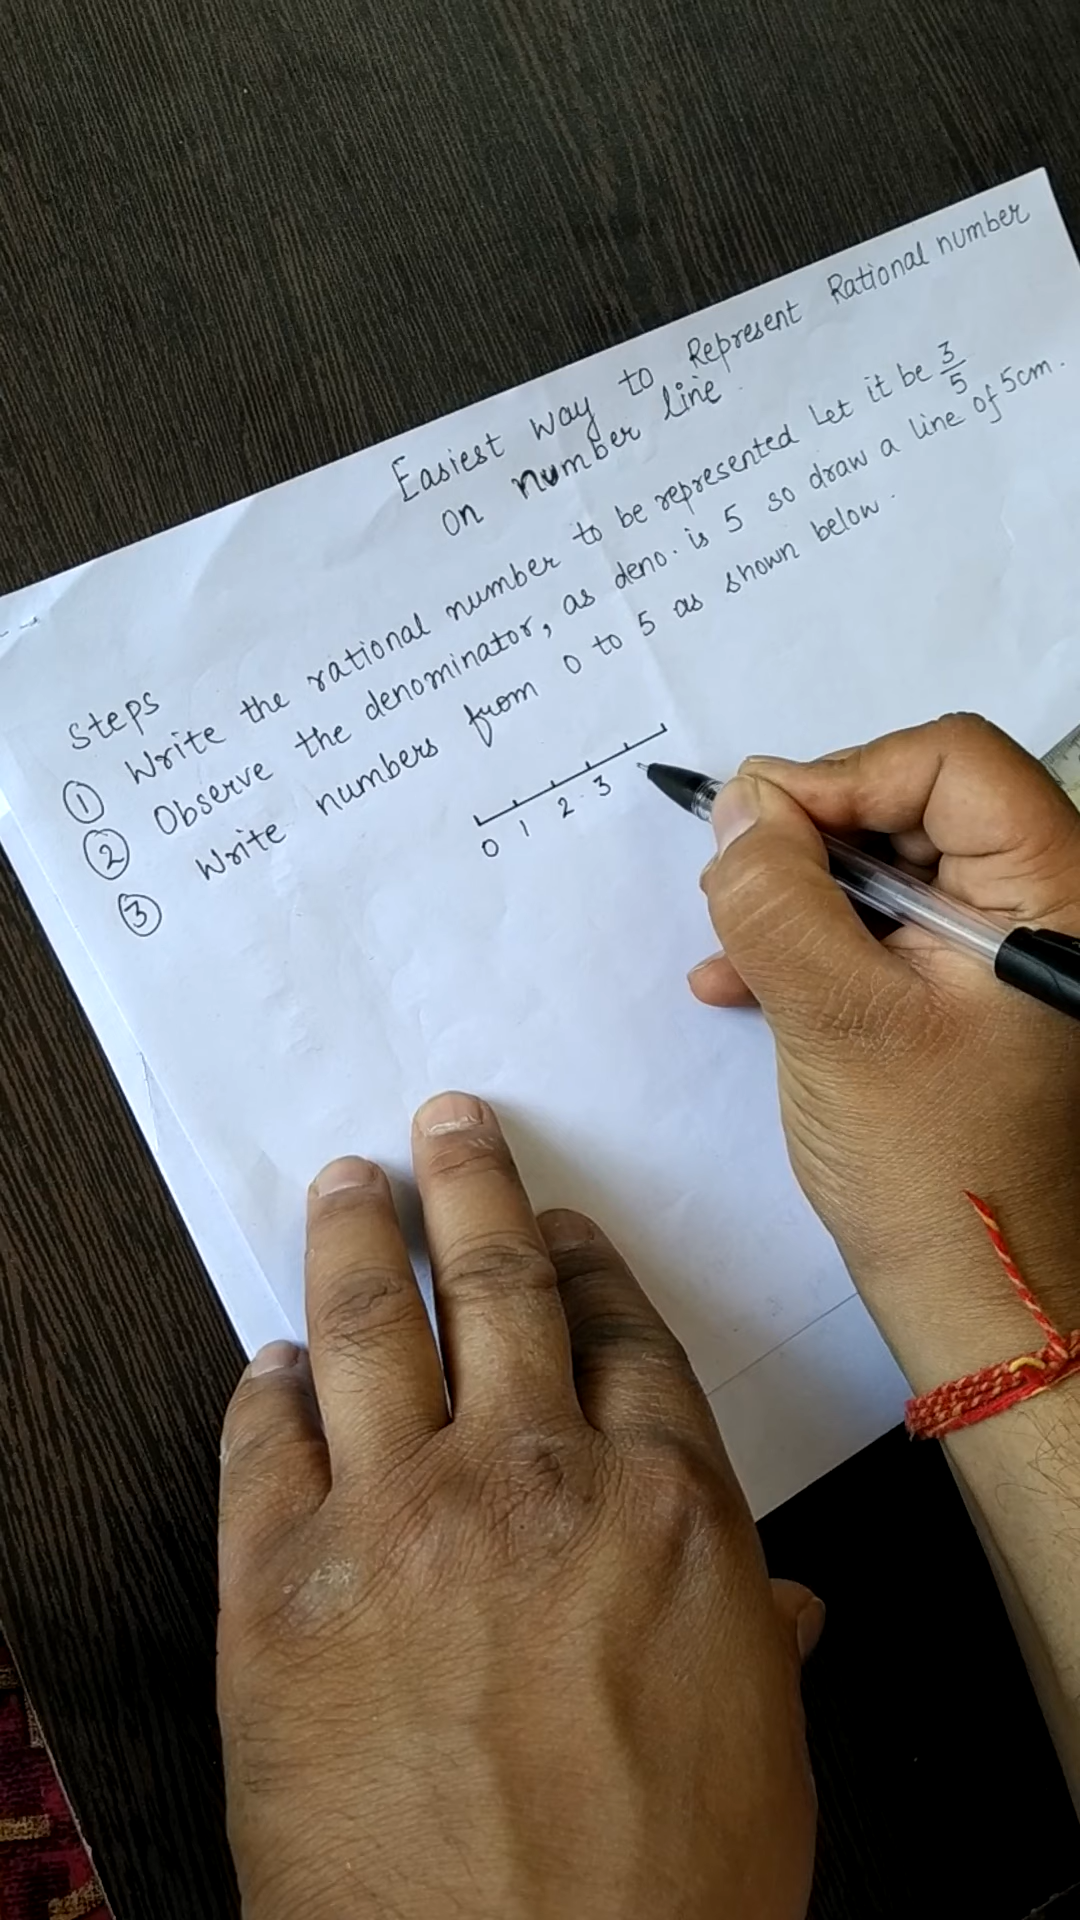 Easiest way to Represent Rational number
on number line.
steps
① Write the rational number to be represented Let it be 3/5
② Observe the denominator, as deno. is 5 so draw a line of 5cm.
③ Write numbers from 0 to 5 as shown below.
0 1 2 3